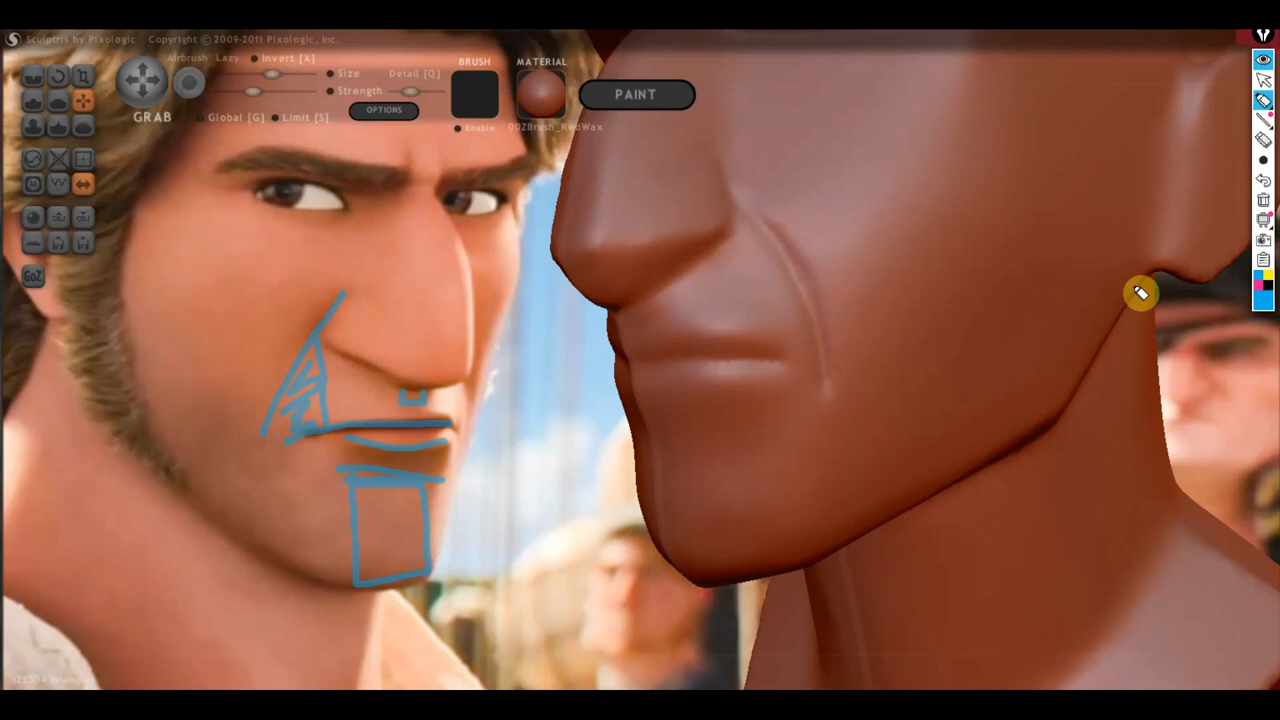 Sculptris by Pixologic Copyright © 2009-2011 Pixologic, Inc.
Airbrush Lazy Invert [X]
Size Detail [Q]
Strength
GRAB Global [G] Limit [S] OPTIONS
BRUSH
Enable
MATERIAL
00ZBrush_RedWax
PAINT
GoZ